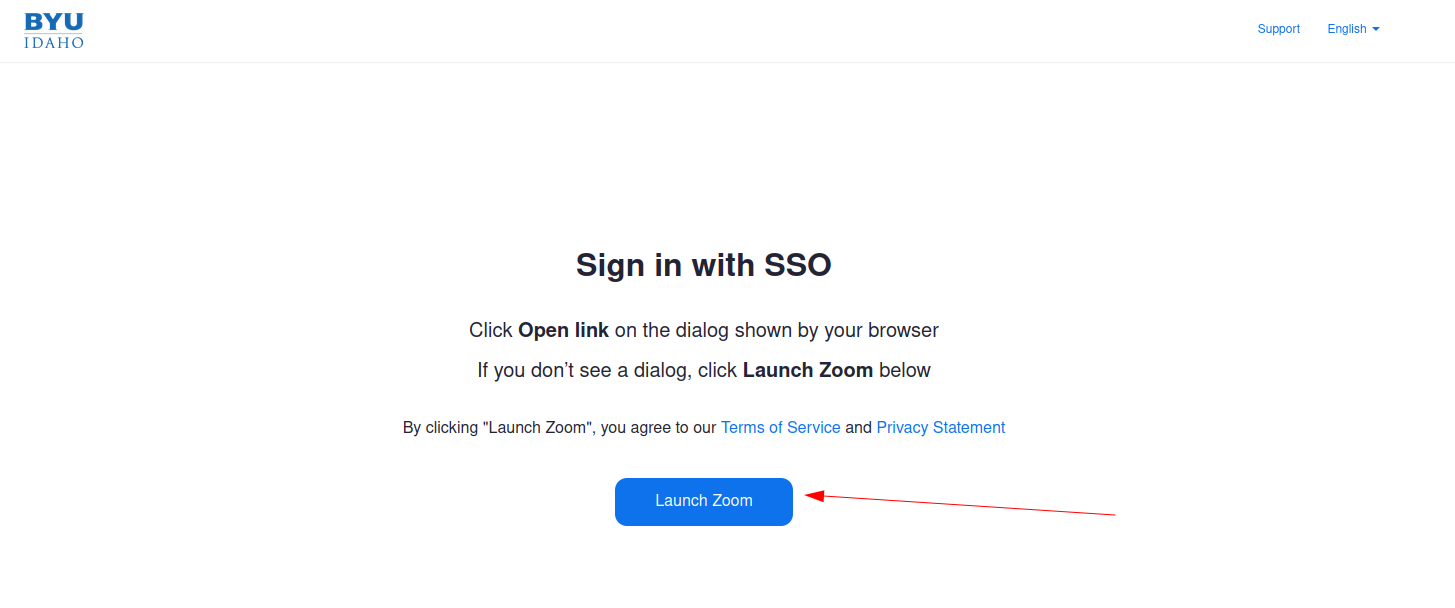 BYU
IDAHO
Support
English
Sign in with SSO
Click Open link on the dialog shown by your browser
If you don’t see a dialog, click Launch Zoom below
By clicking "Launch Zoom", you agree to our Terms of Service and Privacy Statement
Launch Zoom